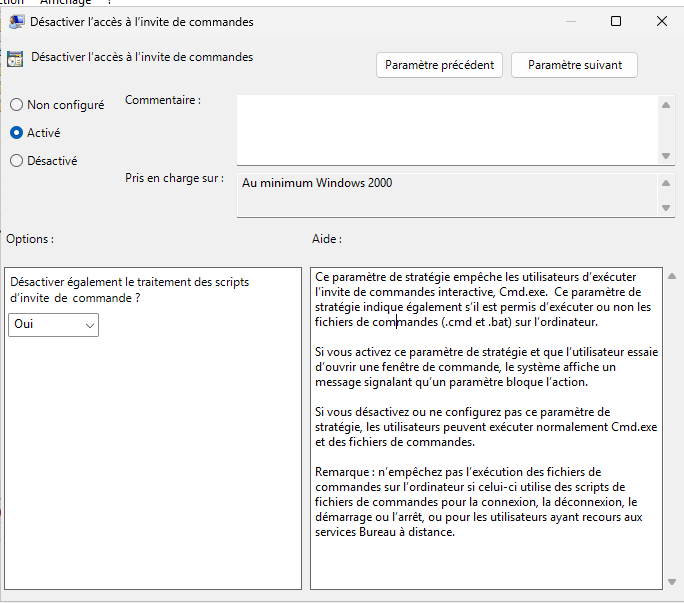 Affichage ?
Désactiver l'accès à l'invite de commandes
Désactiver l'accès à l'invite de commandes
Paramètre précédent
Paramètre suivant
Non configuré
Commentaire :
Activé
Désactivé
Pris en charge sur :
Au minimum Windows 2000
Options :
Aide :
Désactiver également le traitement des scripts
d'invite de commande ?
Oui
Ce paramètre de stratégie empêche les utilisateurs d'exécuter
l'invite de commandes interactive, Cmd.exe. Ce paramètre de
stratégie indique également s'il est permis d'exécuter ou non les
fichiers de commandes (.cmd et .bat) sur l'ordinateur.
Si vous activez ce paramètre de stratégie et que l'utilisateur essaie
d'ouvrir une fenêtre de commande, le système affiche un
message signalant qu'un paramètre bloque l'action.
Si vous désactivez ou ne configurez pas ce paramètre de
stratégie, les utilisateurs peuvent exécuter normalement Cmd.exe
et des fichiers de commandes.
Remarque : n'empêchez pas l'exécution des fichiers de
commandes sur l'ordinateur si celui-ci utilise des scripts de
fichiers de commandes pour la connexion, la déconnexion, le
démarrage ou l'arrêt, ou pour les utilisateurs ayant recours aux
services Bureau à distance.